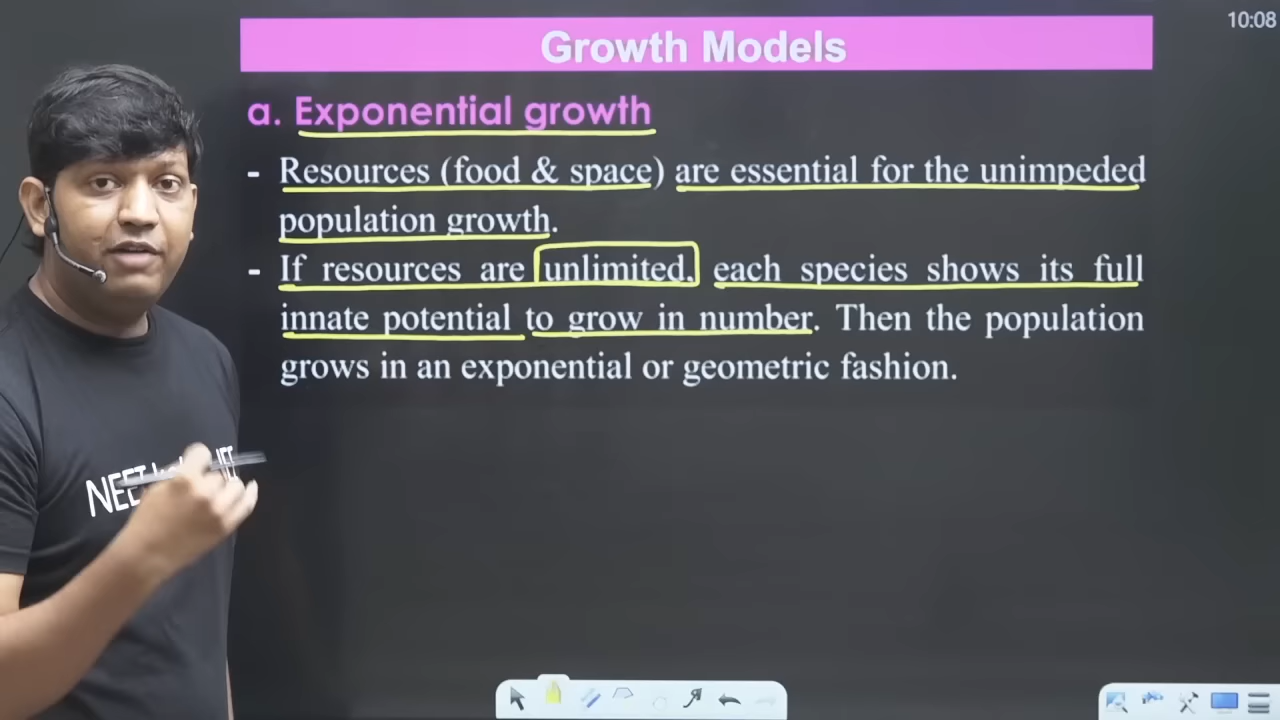 10:08
Growth Models
a. Exponential growth
- Resources (food & space) are essential for the unimpeded
population growth.
- If resources are unlimited, each species shows its full
innate potential to grow in number. Then the population
grows in an exponential or geometric fashion.
NEE